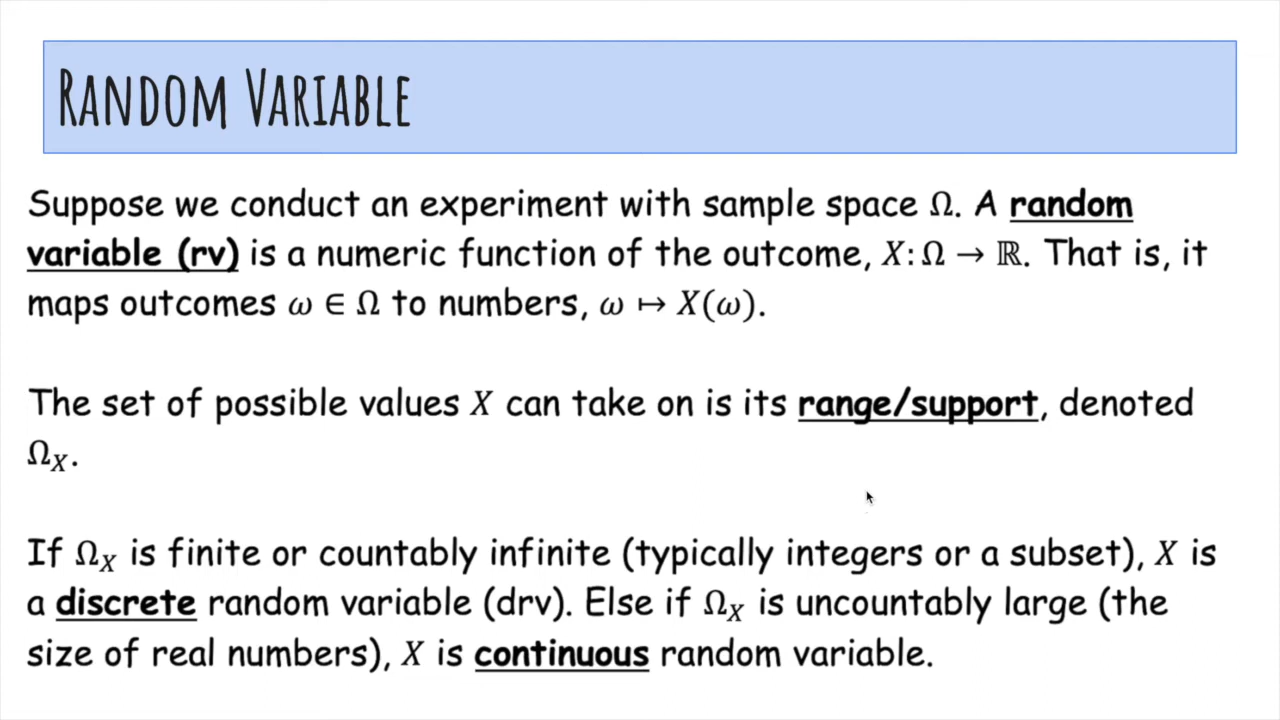 RANDOM VARIABLE
Suppose we conduct an experiment with sample space Ω. A random
variable (rv) is a numeric function of the outcome, X: Ω → ℝ. That is, it
maps outcomes ω ∈ Ω to numbers, ω ↦ X(ω).
The set of possible values X can take on is its range/support, denoted
Ω_X.
If Ω_X is finite or countably infinite (typically integers or a subset), X is
a discrete random variable (drv). Else if Ω_X is uncountably large (the
size of real numbers), X is continuous random variable.